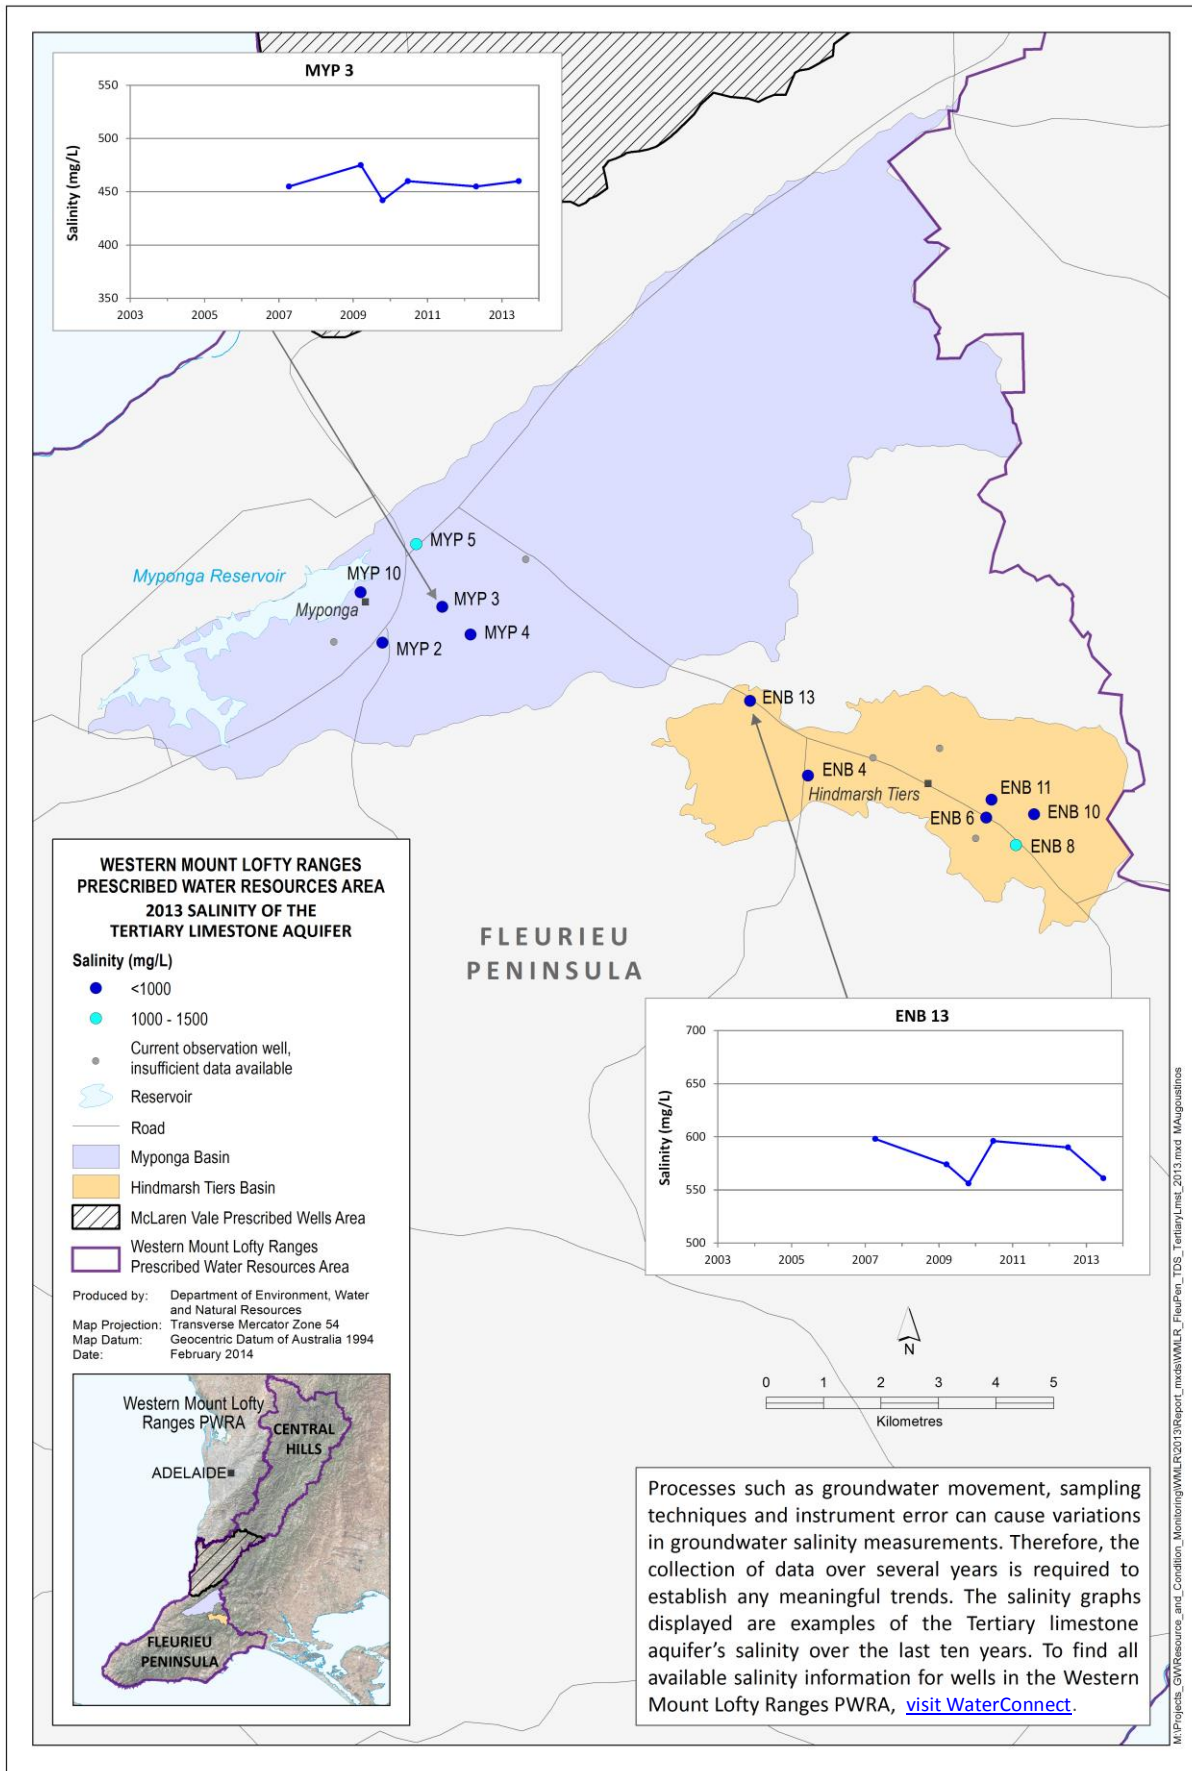 MYP 3
Salinity (mg/L)
550
500
450
400
350
2003
2005
2007
2009
2011
2013
Myponga Reservoir
MYP 5
MYP 10
Myponga
MYP 3
MYP 4
MYP 2
ENB 13
ENB 4
Hindmarsh Tiers
ENB 11
ENB 6
ENB 10
ENB 8
FLEURIEU
PENINSULA
WESTERN MOUNT LOFTY RANGES
PRESCRIBED WATER RESOURCES AREA
2013 SALINITY OF THE
TERTIARY LIMESTONE AQUIFER
Salinity (mg/L)
<1000
1000 - 1500
Current observation well,
insufficient data available
Reservoir
Road
Myponga Basin
Hindmarsh Tiers Basin
McLaren Vale Prescribed Wells Area
Western Mount Lofty Ranges
Prescribed Water Resources Area
Produced by: Department of Environment, Water
and Natural Resources
Map Projection: Transverse Mercator Zone 54
Map Datum: Geocentric Datum of Australia 1994
Date: February 2014
Western Mount Lofty
Ranges PWRA
CENTRAL
HILLS
ADELAIDE
FLEURIEU
PENINSULA
ENB 13
Salinity (mg/L)
700
650
600
550
500
2003
2005
2007
2009
2011
2013
N
0 1 2 3 4 5
Kilometres
Processes such as groundwater movement, sampling
techniques and instrument error can cause variations
in groundwater salinity measurements. Therefore, the
collection of data over several years is required to
establish any meaningful trends. The salinity graphs
displayed are examples of the Tertiary limestone
aquifer's salinity over the last ten years. To find all
available salinity information for wells in the Western
Mount Lofty Ranges PWRA, visit WaterConnect.
M:\Projects_GW\Resource_and_Condition_Monitoring\WMLR\2013\Report_mxds\WMLR_FleuPen_TDS_TertiaryLmst_2013.mxd MAugoustinos